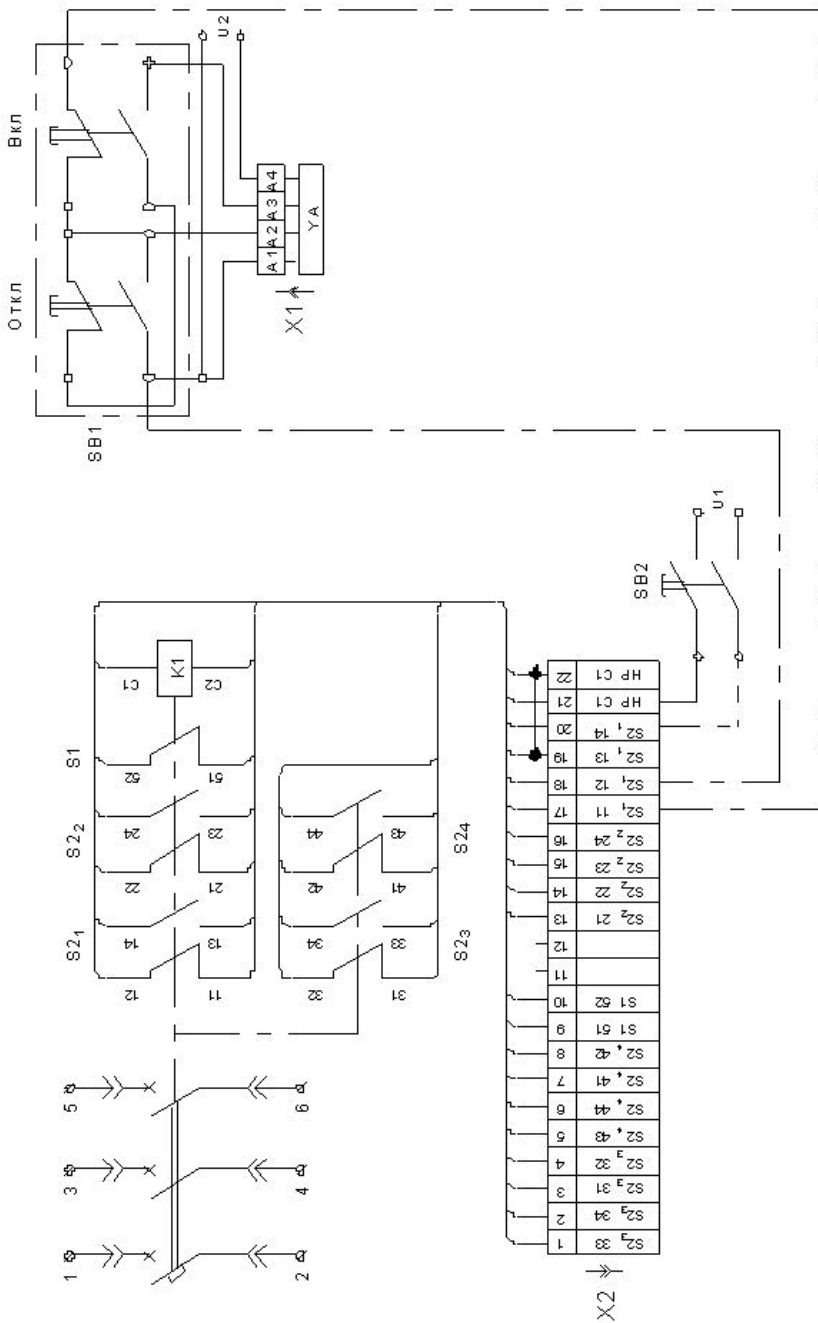 Откл
Вкл
SB1
U2
A1 A2 A3 A4
YA
X1
SB2
U1
S2₁ S2₂ S1
12 14 22 24 52 C1
K1
11 13 21 23 51 C2
32 34 42 44
31 33 41 43
S2₃ S2₄
1 3 5
2 4 6
X2
1 S2₃ 33
2 S2₃ 34
3 S2₃ 31
4 S2₃ 32
5 S2₄ 43
6 S2₄ 44
7 S2₄ 41
8 S2₄ 42
9 S1 51
10 S1 52
11
12
13 S2₂ 21
14 S2₂ 22
15 S2₂ 23
16 S2₂ 24
17 S2₁ 11
18 S2₁ 12
19 S2₁ 13
20 S2₁ 14
21 HP C1
22 HP C1